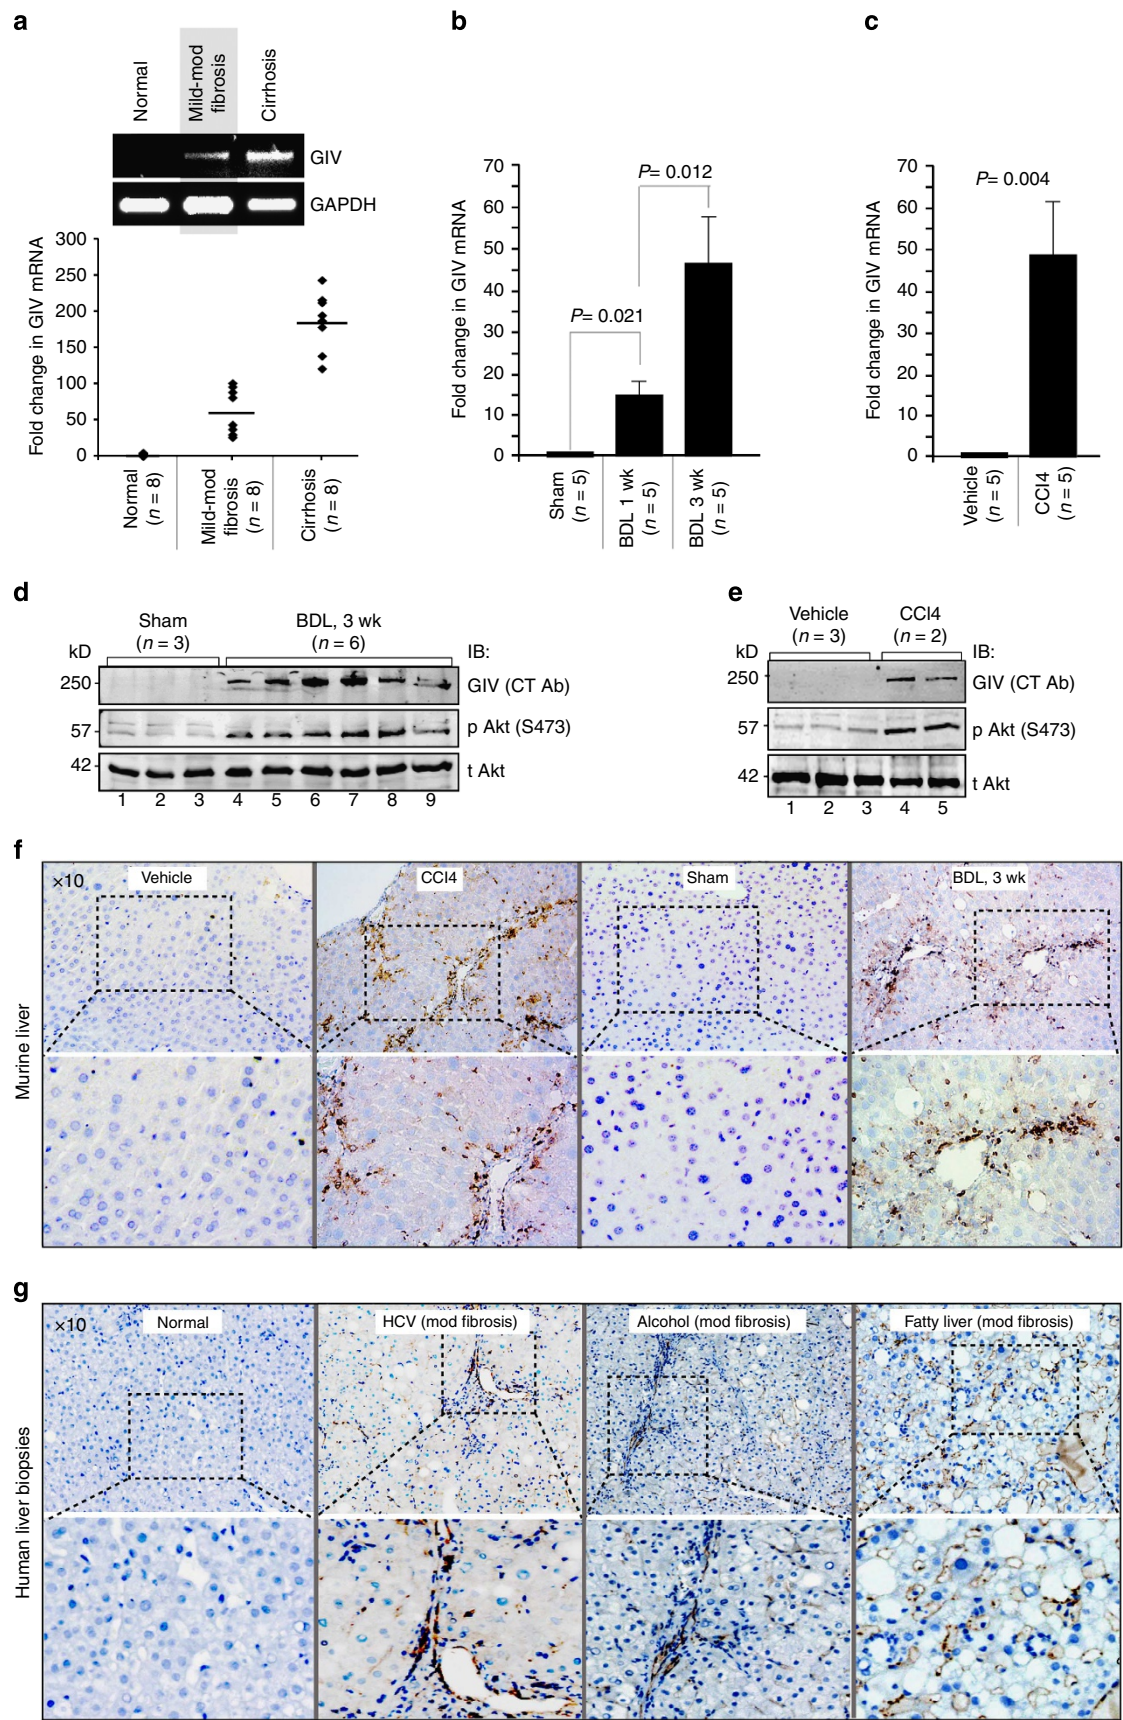 a
Normal
Mild-mod
fibrosis
Cirrhosis
GIV
GAPDH
Fold change in GIV mRNA
300
250
200
150
100
50
0
Normal
(n = 8)
Mild-mod
fibrosis
(n = 8)
Cirrhosis
(n = 8)
b
Fold change in GIV mRNA
70
60
50
40
30
20
10
0
P= 0.012
P= 0.021
Sham
(n = 5)
BDL 1 wk
(n = 5)
BDL 3 wk
(n = 5)
c
Fold change in GIV mRNA
70
60
50
40
30
20
10
0
P= 0.004
Vehicle
(n = 5)
CCl4
(n = 5)
d
Sham
(n = 3)
BDL, 3 wk
(n = 6)
kD
IB:
250
GIV (CT Ab)
57
p Akt (S473)
42
t Akt
1 2 3 4 5 6 7 8 9
e
Vehicle
(n = 3)
CCl4
(n = 2)
kD
IB:
250
GIV (CT Ab)
57
p Akt (S473)
42
t Akt
1 2 3 4 5
f
Murine liver
×10
Vehicle
CCl4
Sham
BDL, 3 wk
g
Human liver biopsies
×10
Normal
HCV (mod fibrosis)
Alcohol (mod fibrosis)
Fatty liver (mod fibrosis)